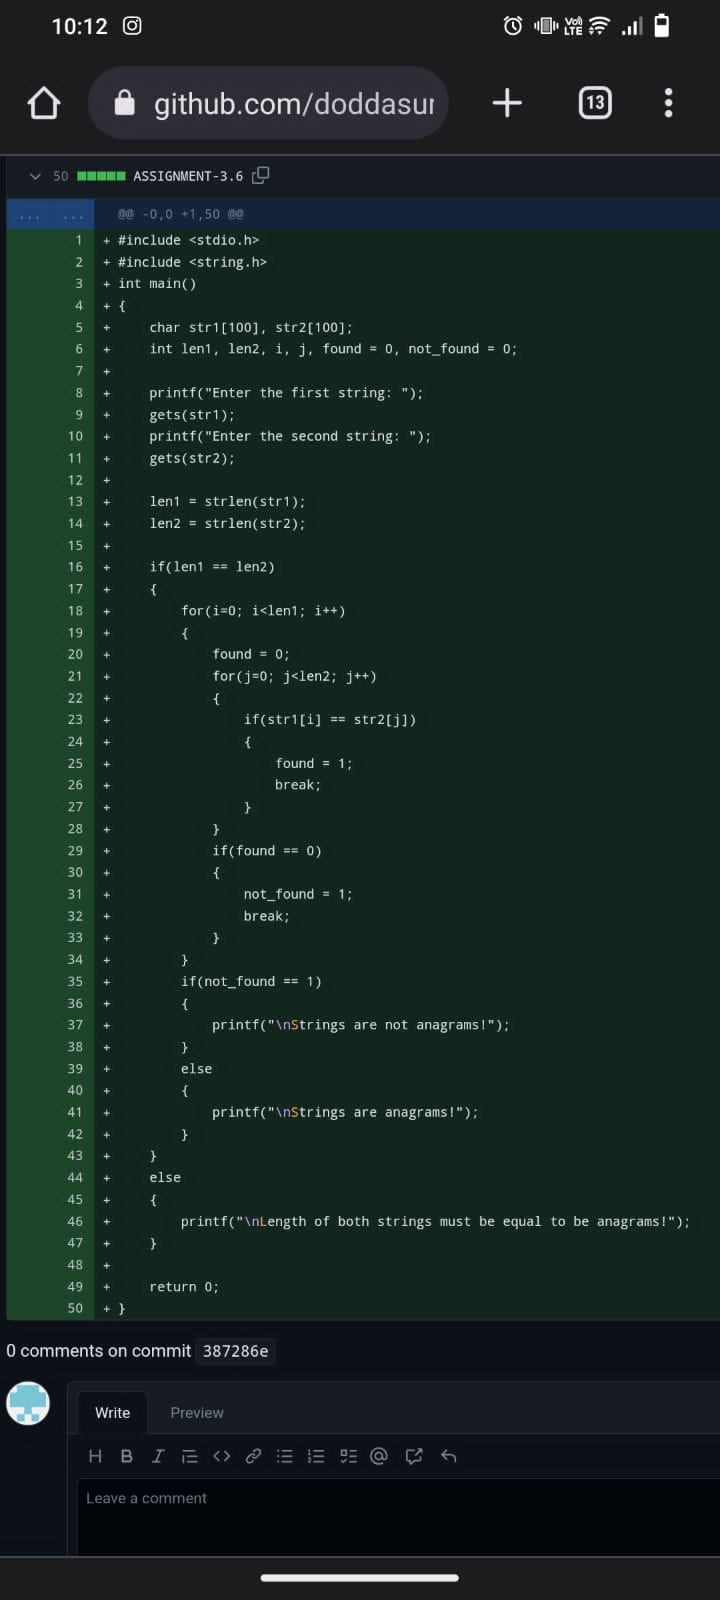 10:12
Vo) LTE
github.com/doddasur
13
50 ASSIGNMENT-3.6
... ... @@ -0,0 +1,50 @@
1 + #include <stdio.h>
2 + #include <string.h>
3 + int main()
4 + {
5 +     char str1[100], str2[100];
6 +     int len1, len2, i, j, found = 0, not_found = 0;
7 +
8 +     printf("Enter the first string: ");
9 +     gets(str1);
10 +     printf("Enter the second string: ");
11 +     gets(str2);
12 +
13 +     len1 = strlen(str1);
14 +     len2 = strlen(str2);
15 +
16 +     if(len1 == len2)
17 +     {
18 +         for(i=0; i<len1; i++)
19 +         {
20 +             found = 0;
21 +             for(j=0; j<len2; j++)
22 +             {
23 +                 if(str1[i] == str2[j])
24 +                 {
25 +                     found = 1;
26 +                     break;
27 +                 }
28 +             }
29 +             if(found == 0)
30 +             {
31 +                 not_found = 1;
32 +                 break;
33 +             }
34 +         }
35 +         if(not_found == 1)
36 +         {
37 +             printf("\nStrings are not anagrams!");
38 +         }
39 +         else
40 +         {
41 +             printf("\nStrings are anagrams!");
42 +         }
43 +     }
44 +     else
45 +     {
46 +         printf("\nLength of both strings must be equal to be anagrams!");
47 +     }
48 +
49 +     return 0;
50 + }
0 comments on commit 387286e
Write Preview
H B I <> @
Leave a comment